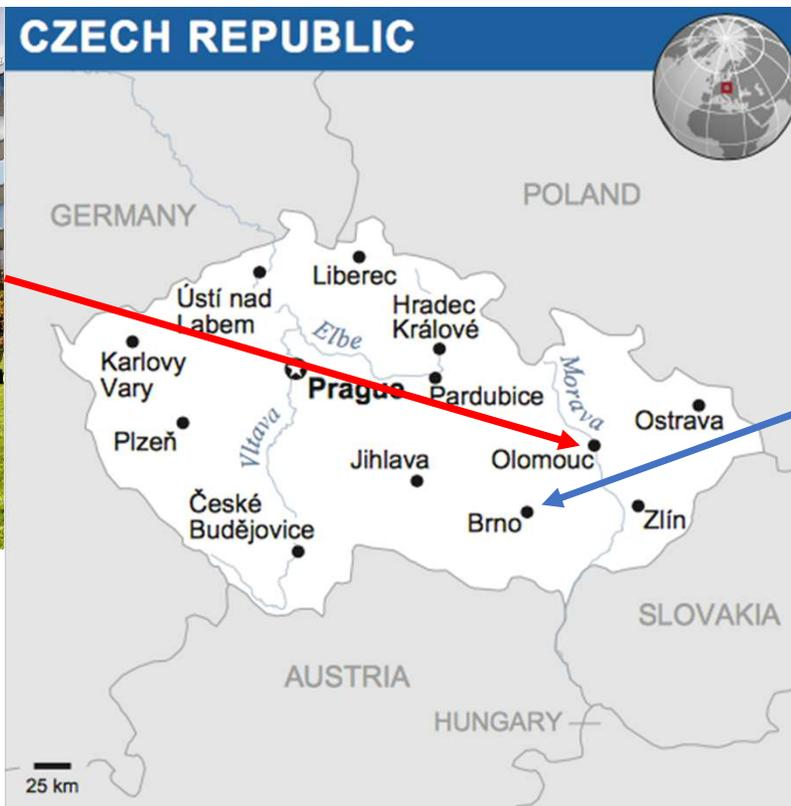 CZECH REPUBLIC
POLAND
GERMANY
Liberec
Ústí nad
Labem
Hradec
Králové
Elbe
Karlovy
Vary
Prague
Pardubice
Morava
Ostrava
Plzeň
Vltava
Jihlava
Olomouc
České
Budějovice
Brno
Zlín
SLOVAKIA
AUSTRIA
HUNGARY
25 km